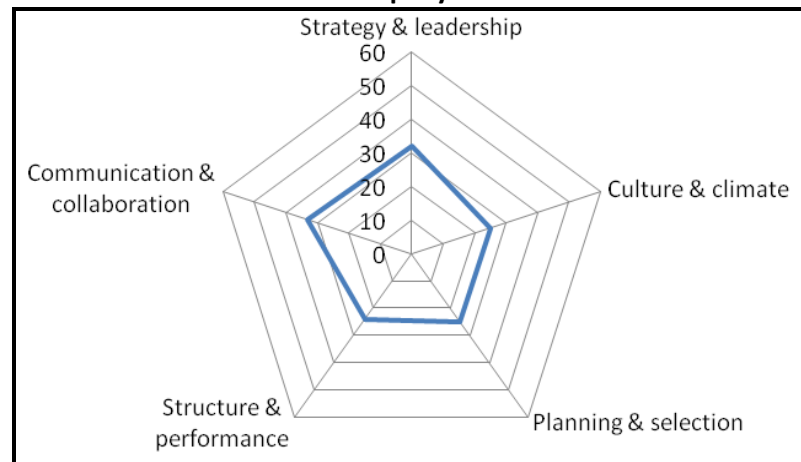 Strategy & leadership
60
50
40
30
20
10
0
Communication &
collaboration
Culture & climate
Structure &
performance
Planning & selection